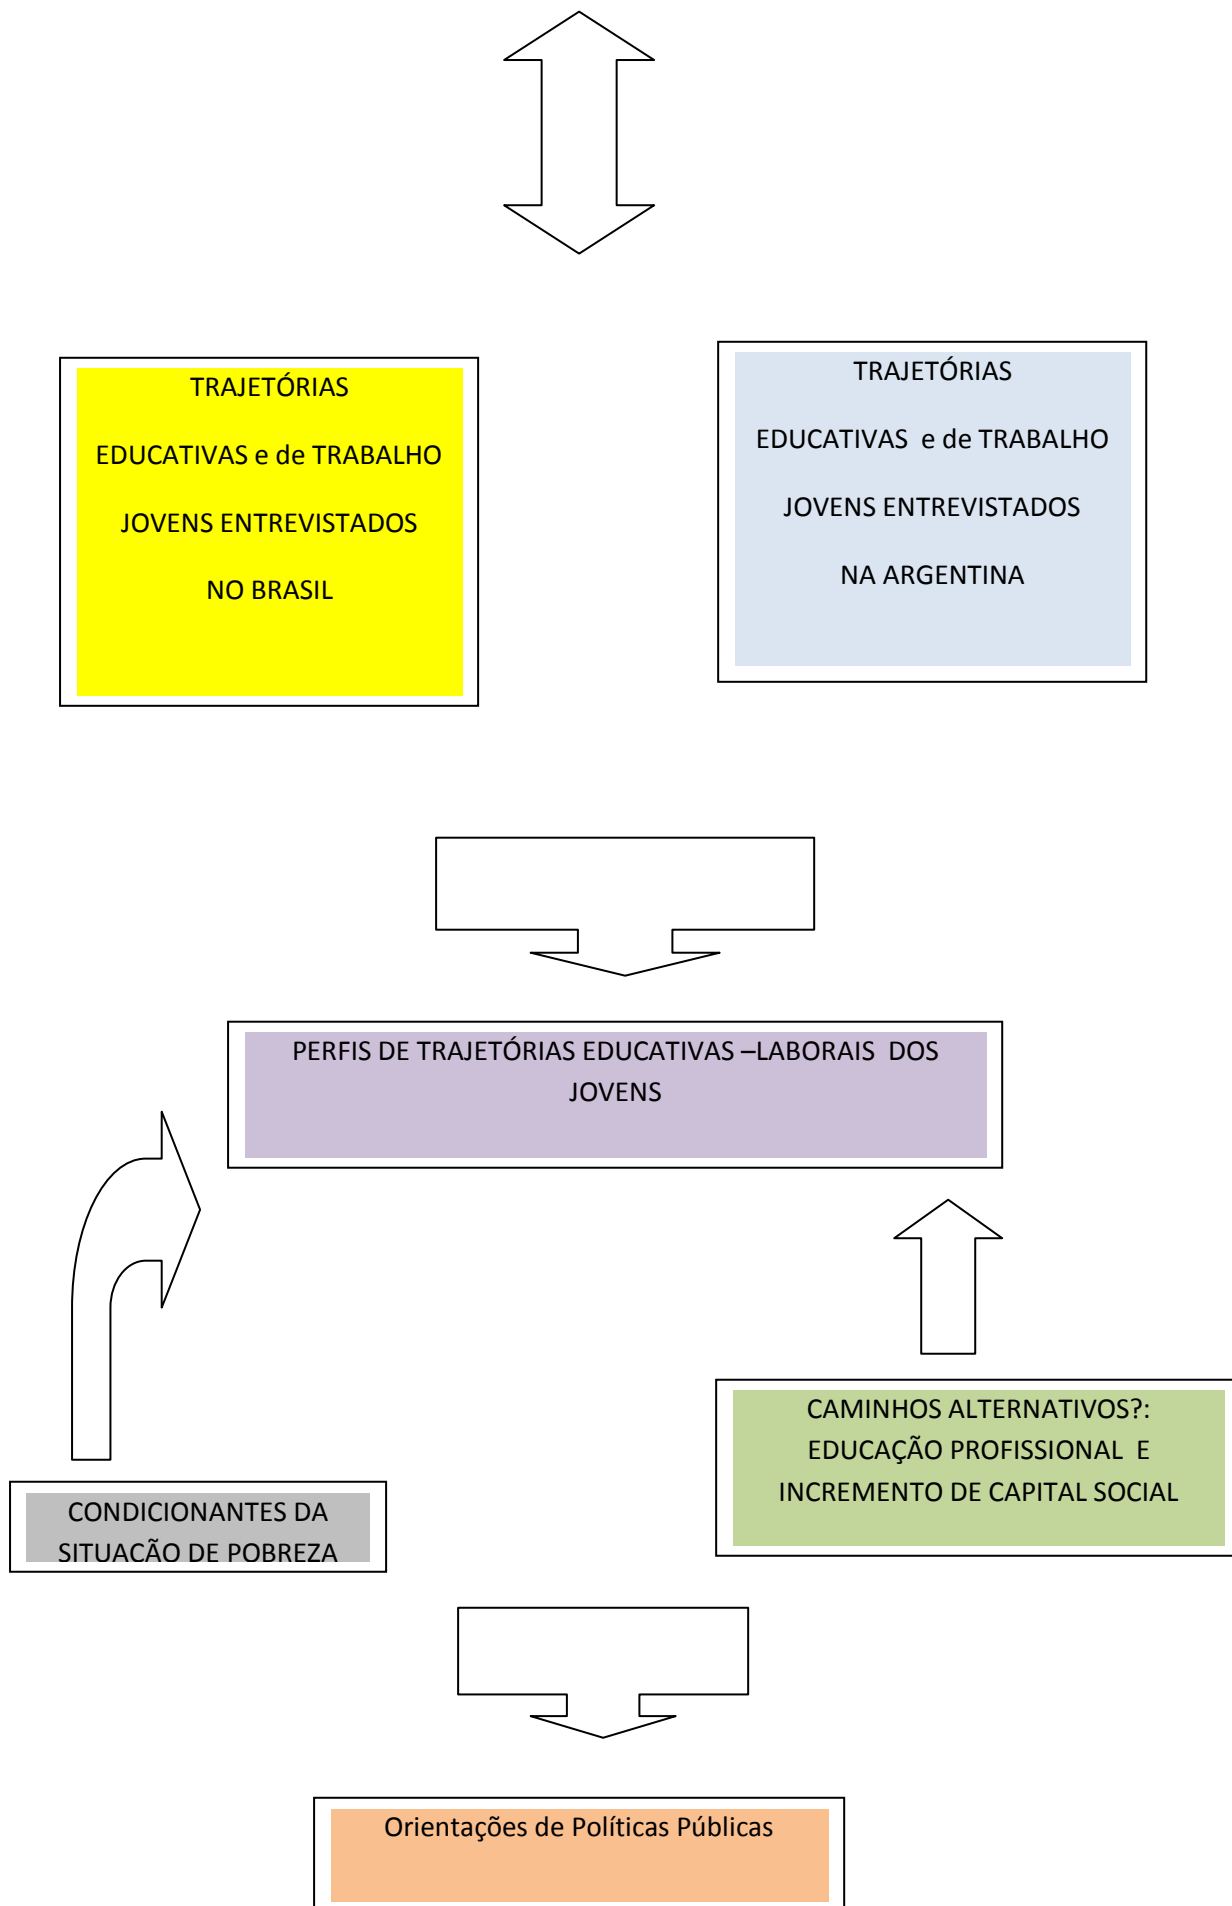 TRAJETÓRIAS
EDUCATIVAS e de TRABALHO
JOVENS ENTREVISTADOS
NO BRASIL
TRAJETÓRIAS
EDUCATIVAS e de TRABALHO
JOVENS ENTREVISTADOS
NA ARGENTINA
PERFIS DE TRAJETÓRIAS EDUCATIVAS –LABORAIS DOS
JOVENS
CAMINHOS ALTERNATIVOS?:
EDUCAÇÃO PROFISSIONAL E
INCREMENTO DE CAPITAL SOCIAL
CONDICIONANTES DA
SITUAÇÃO DE POBREZA
Orientações de Políticas Públicas